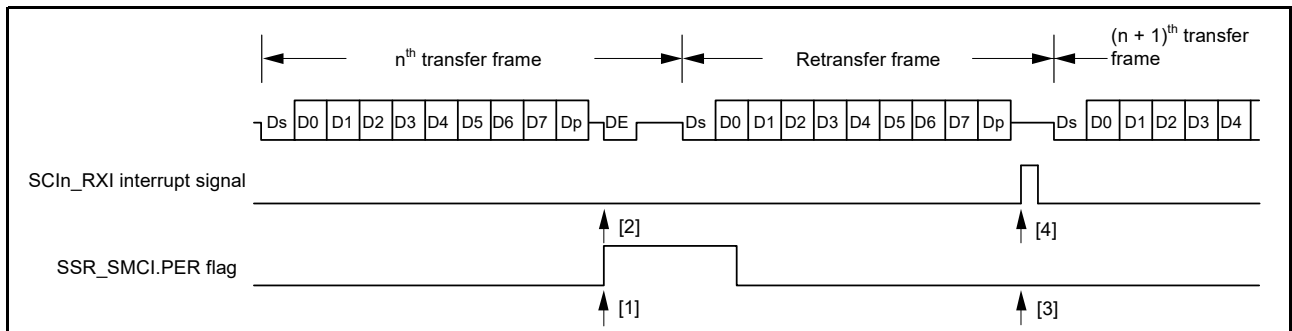 nth transfer frame
Retransfer frame
(n + 1)th transfer
frame
Ds D0 D1 D2 D3 D4 D5 D6 D7 Dp DE Ds D0 D1 D2 D3 D4 D5 D6 D7 Dp Ds D0 D1 D2 D3 D4
SCIn_RXI interrupt signal
[2] [4]
SSR_SMCI.PER flag
[1] [3]